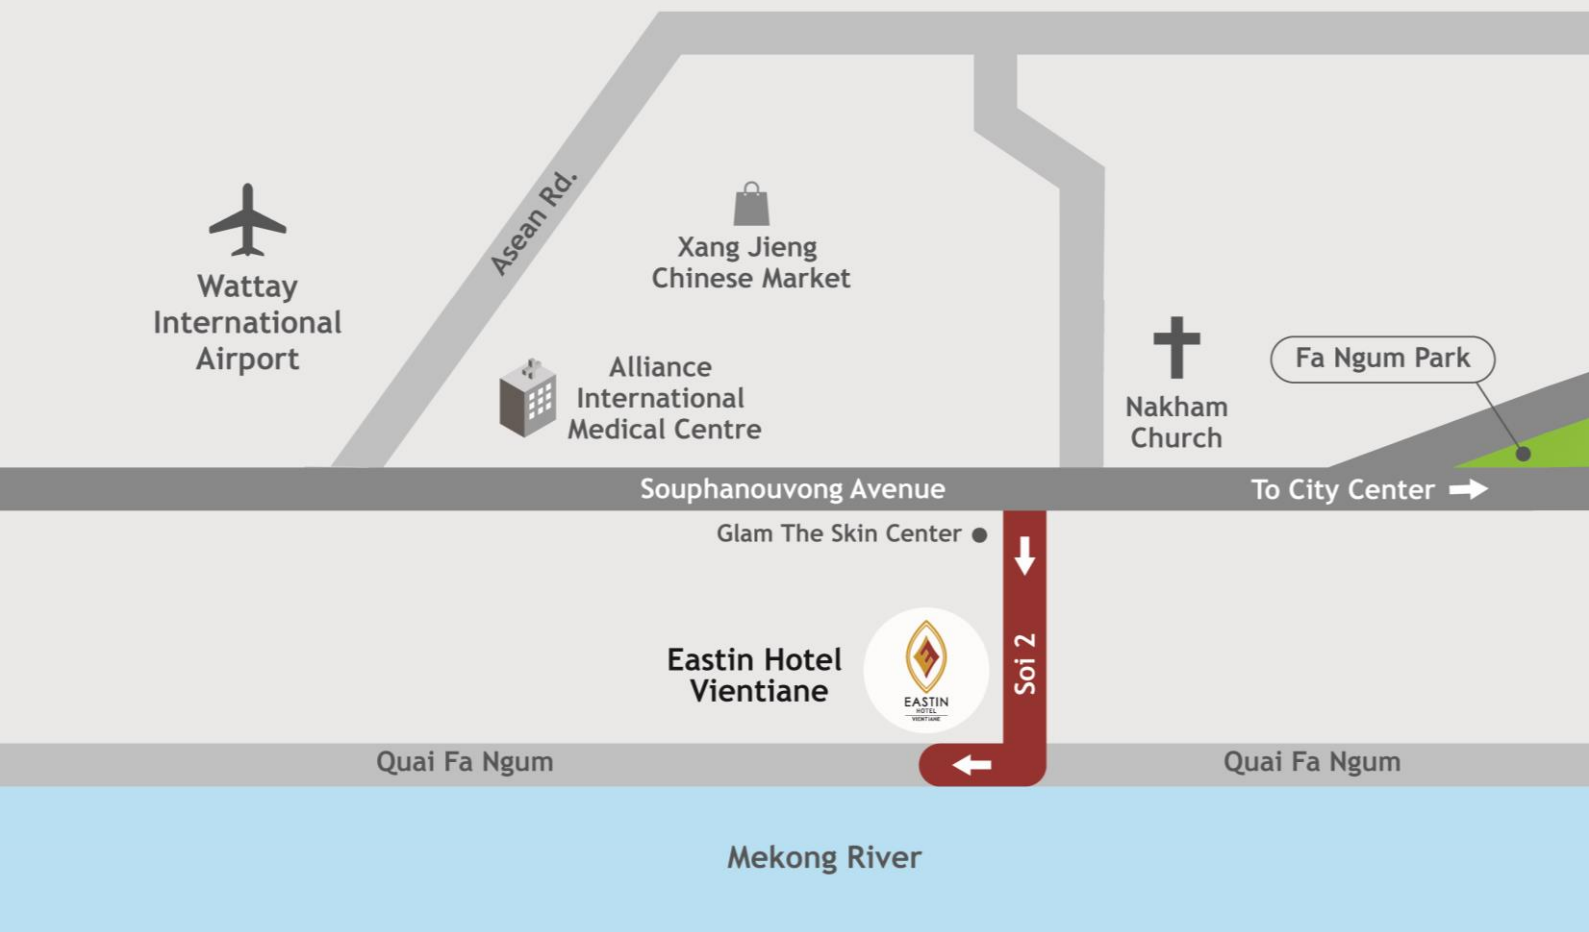 Asean Rd.
Wattay
International
Airport
Xang Jieng
Chinese Market
Alliance
International
Medical Centre
Nakham
Church
Fa Ngum Park
Souphanouvong Avenue
To City Center
Glam The Skin Center
Soi 2
Eastin Hotel
Vientiane
EASTIN
HOTEL
VIENTIANE
Quai Fa Ngum
Quai Fa Ngum
Mekong River